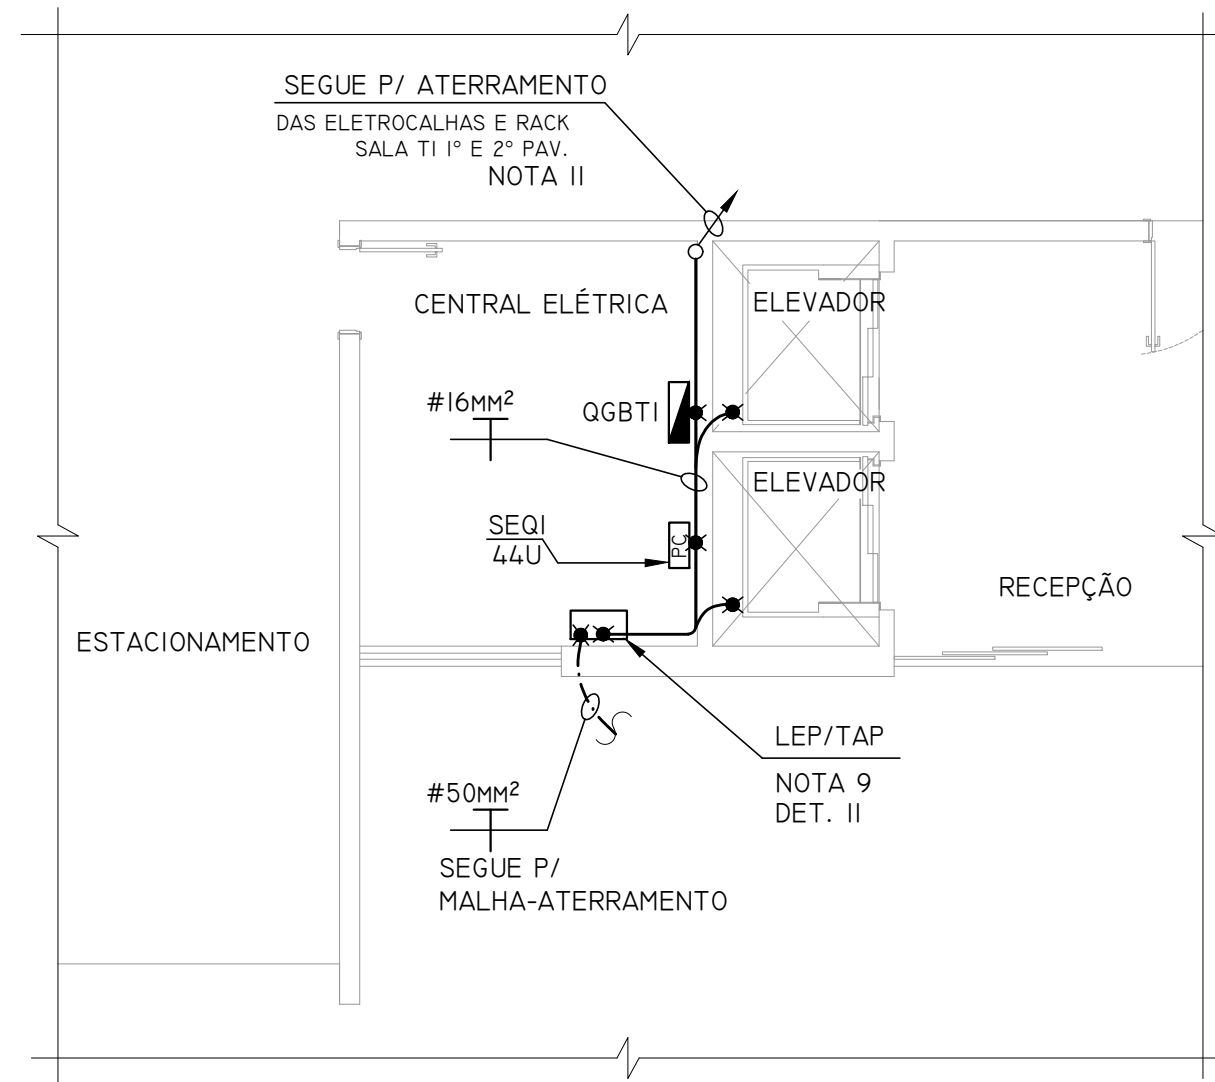 SEGUE P/ ATERRAMENTO
DAS ELETROCALHAS E RACK
SALA TI 1° E 2° PAV.
NOTA 11
CENTRAL ELÉTRICA
ELEVADOR
#16MM²
QGBT1
ELEVADOR
SEQ1
44U
PC
RECEPÇÃO
ESTACIONAMENTO
LEP/TAP
NOTA 9
DET. 11
#50MM²
SEGUE P/
MALHA-ATERRAMENTO